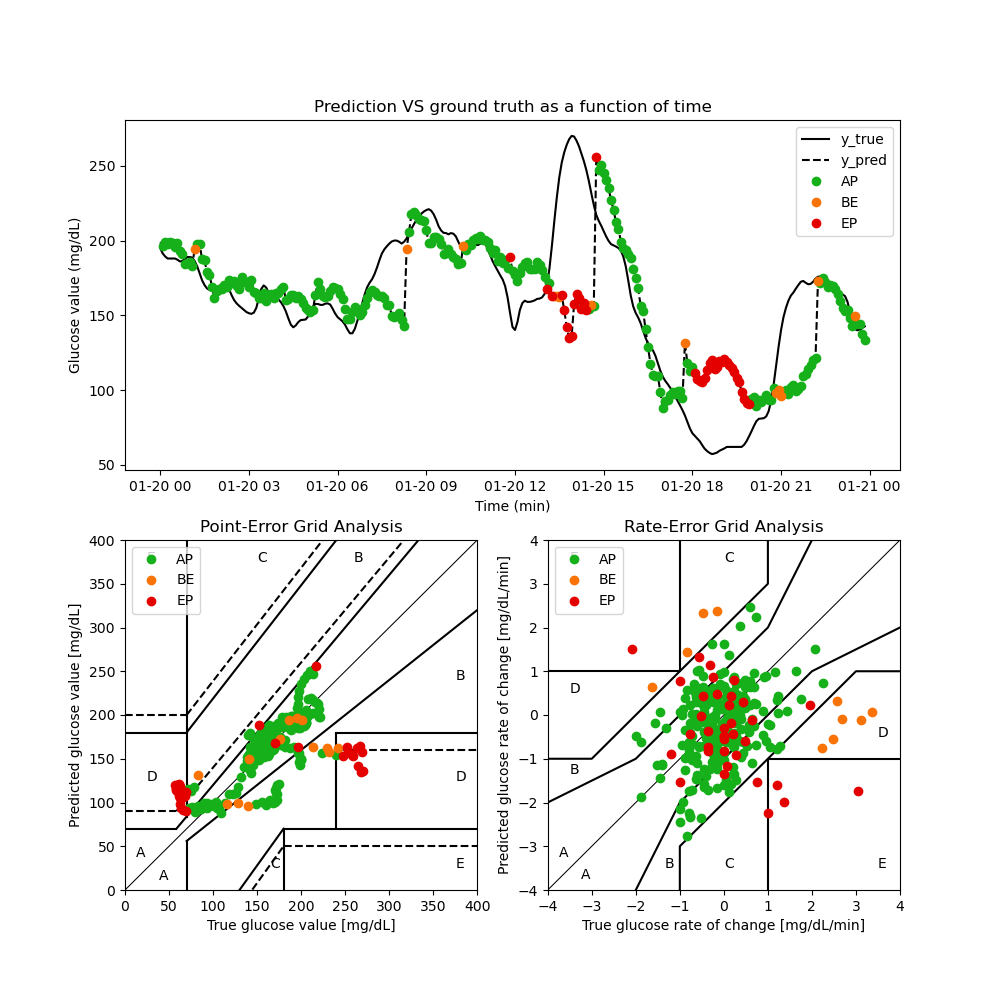 Prediction VS ground truth as a function of time
Glucose value (mg/dL)
250
200
150
100
50
y_true
y_pred
AP
BE
EP
01-20 00 01-20 03 01-20 06 01-20 09 01-20 12 01-20 15 01-20 18 01-20 21 01-21 00
Time (min)
Point-Error Grid Analysis
Predicted glucose value [mg/dL]
400
350
300
250
200
150
100
50
0
AP
BE
EP
C
B
B
D
D
A
A
C
E
0 50 100 150 200 250 300 350 400
True glucose value [mg/dL]
Rate-Error Grid Analysis
Predicted glucose rate of change [mg/dL/min]
4
3
2
1
0
−1
−2
−3
−4
AP
BE
EP
C
D
D
B
A
A
B
C
E
−4 −3 −2 −1 0 1 2 3 4
True glucose rate of change [mg/dL/min]